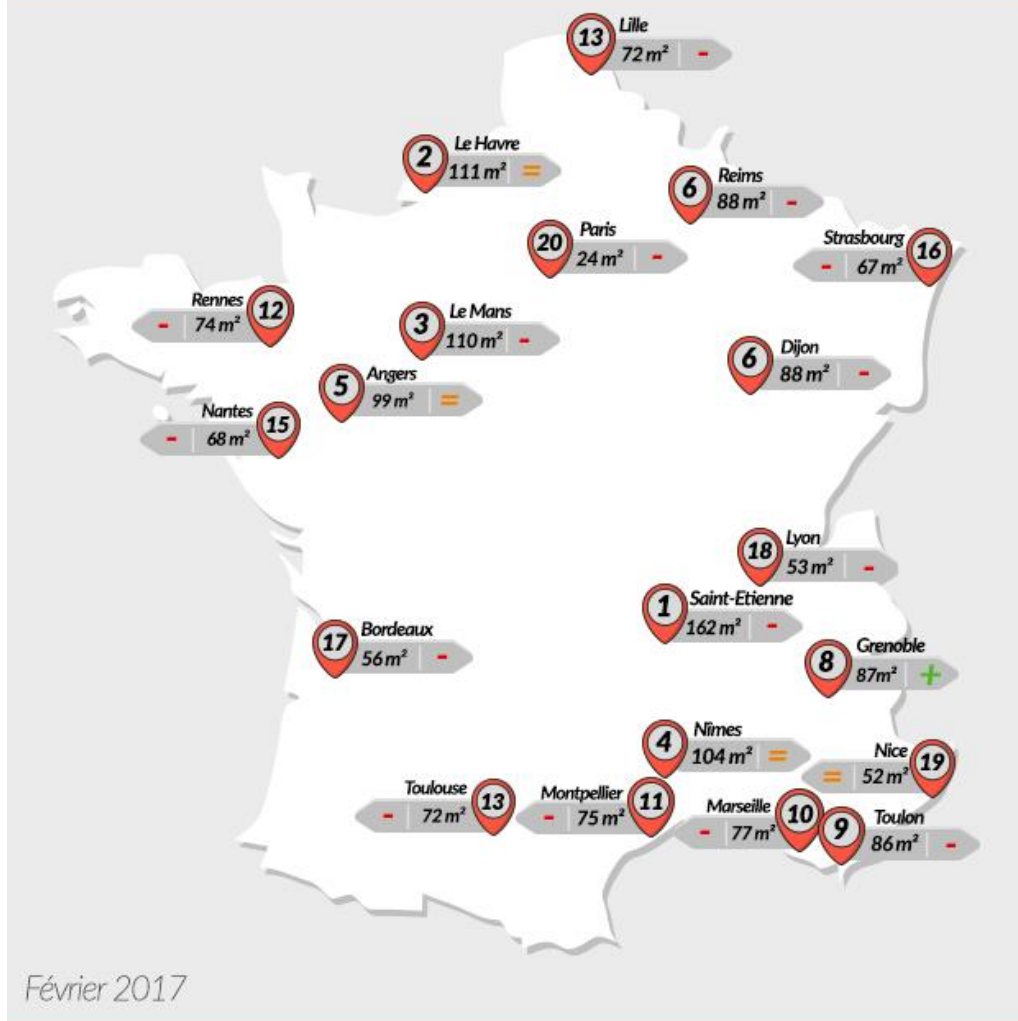 13 Lille
72 m² -
2 Le Havre
111 m² =
6 Reims
88 m² -
20 Paris
24 m² -
Strasbourg 16
- 67 m²
Rennes 12
- 74 m²
3 Le Mans
110 m² -
6 Dijon
88 m² -
5 Angers
99 m² =
Nantes 15
- 68 m²
18 Lyon
53 m² -
1 Saint-Etienne
162 m² -
17 Bordeaux
56 m² -
8 Grenoble
87m² +
4 Nîmes
104 m² =
Nice 19
= 52 m²
Toulouse 13
- 72 m²
Montpellier 11
- 75 m²
Marseille 10
- 77 m²
9 Toulon
86 m² -
Février 2017